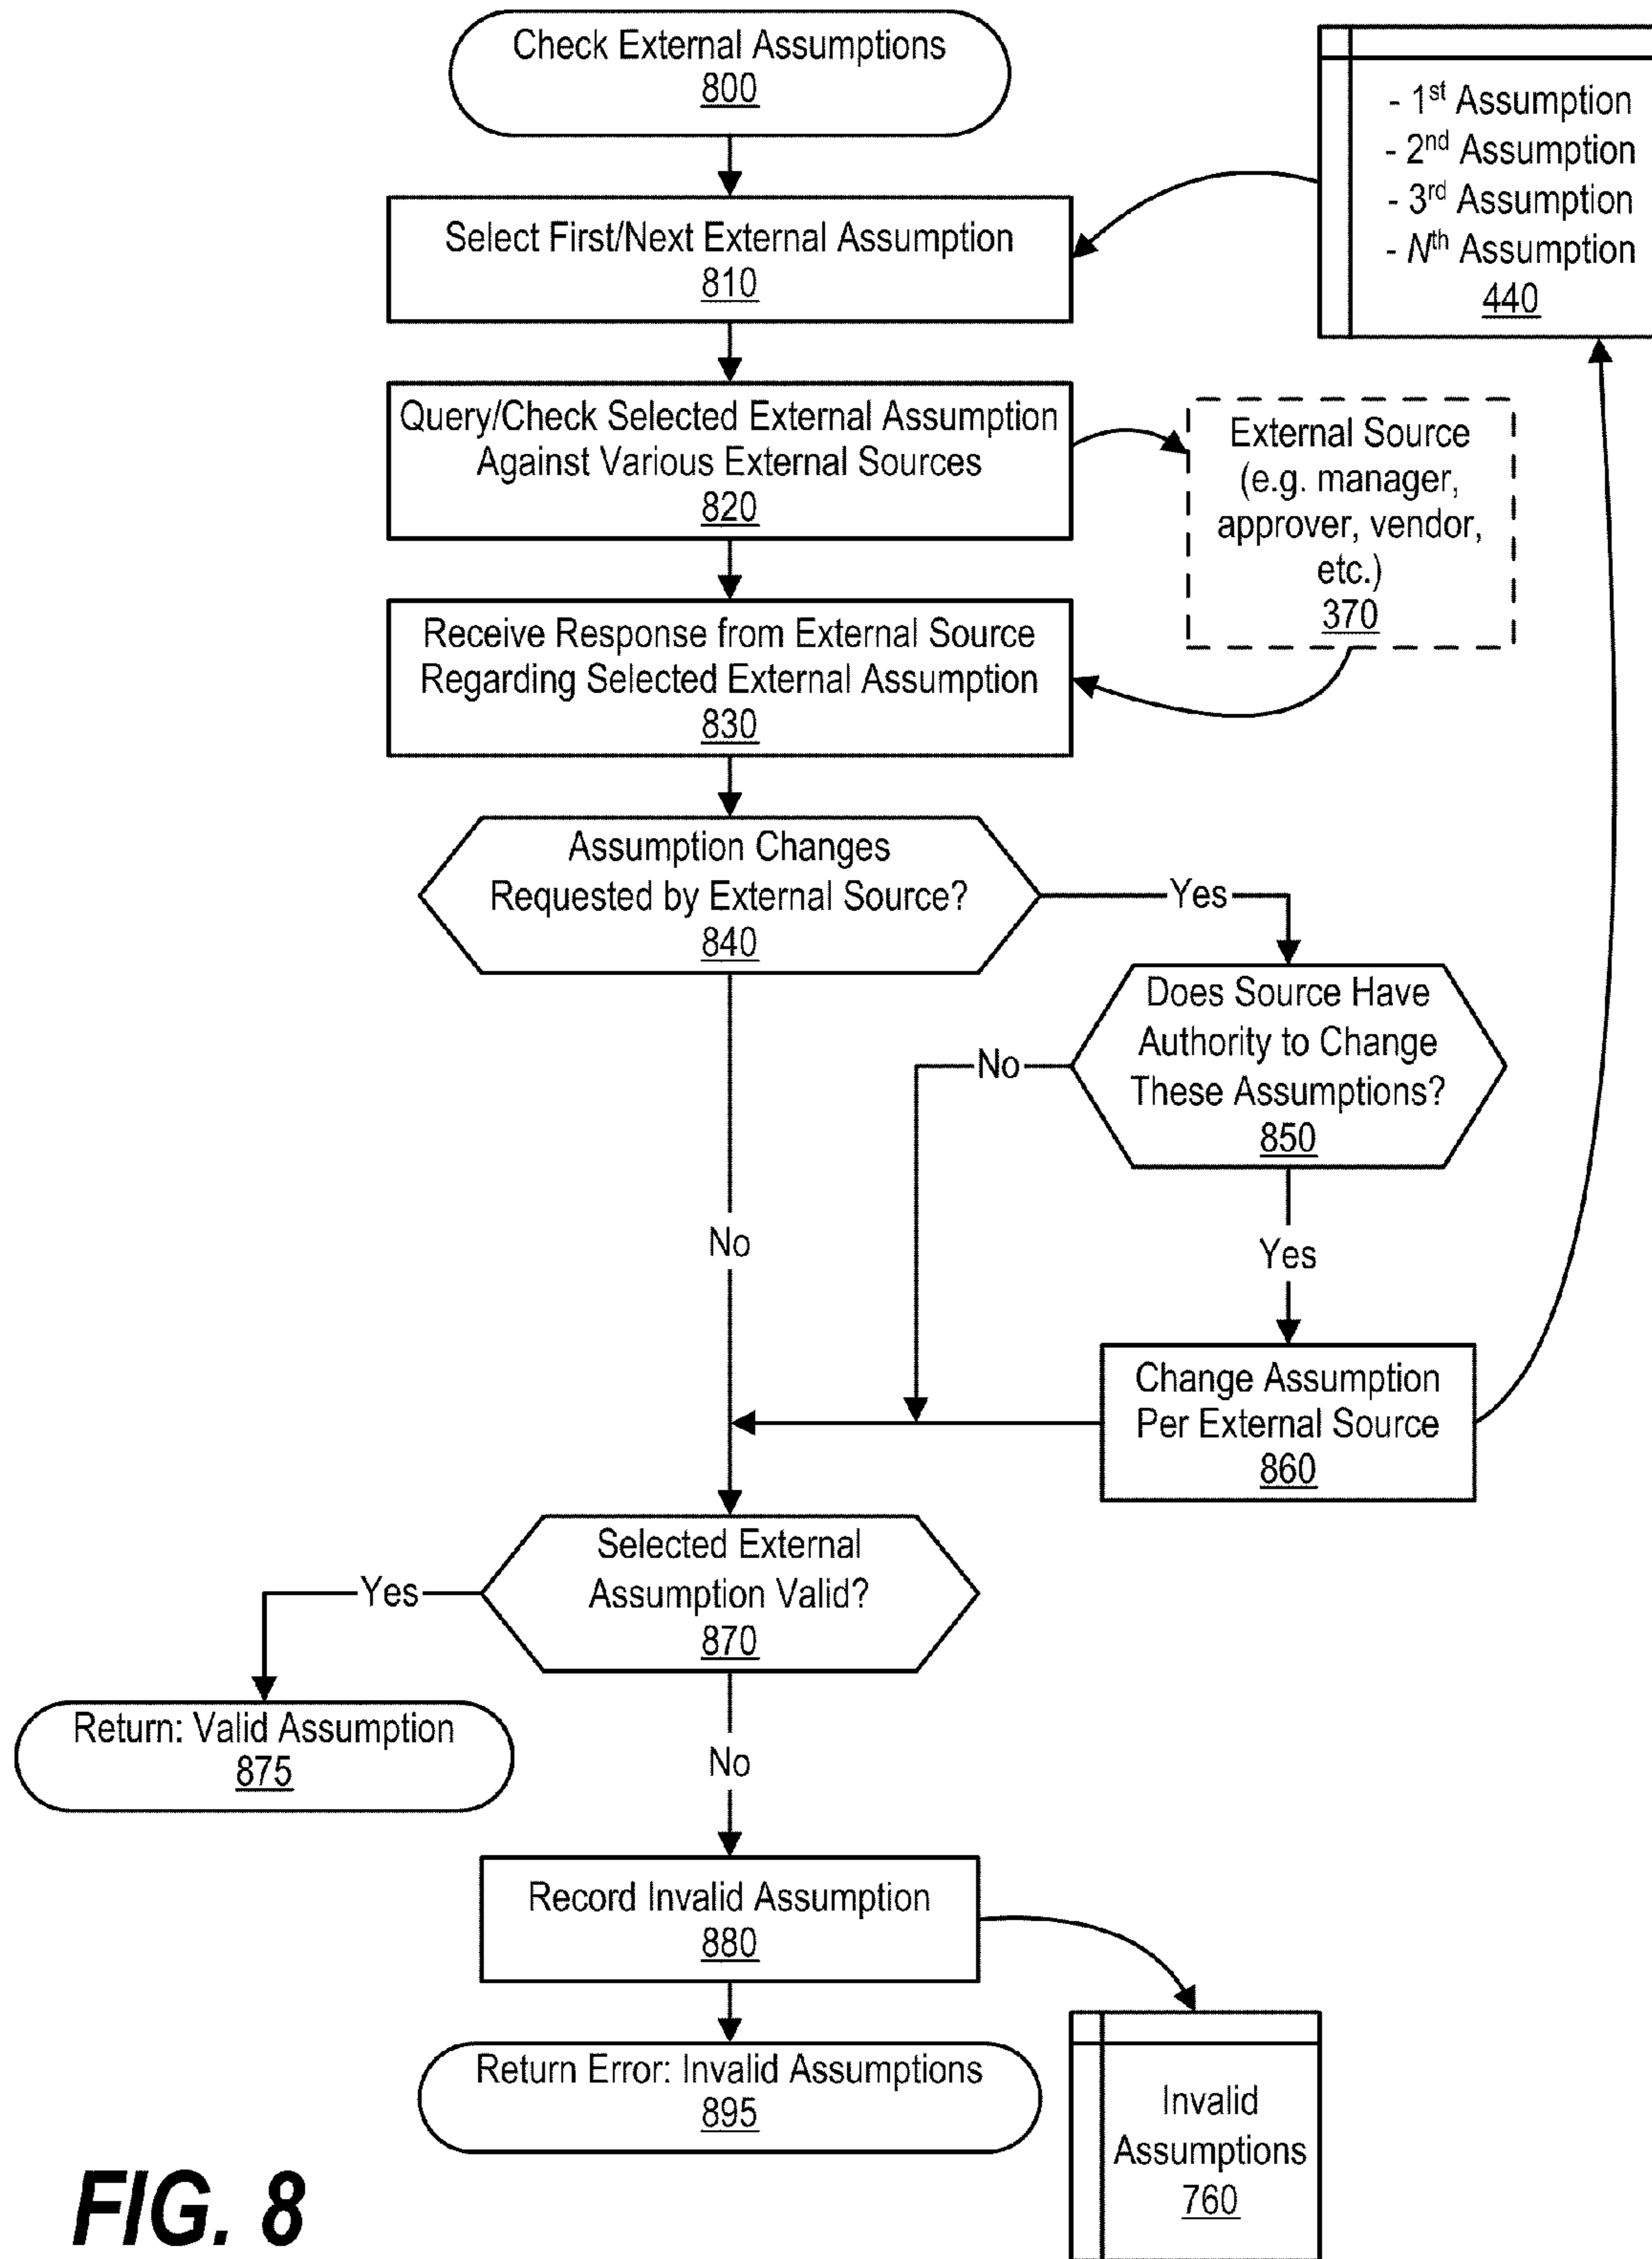 Check External Assumptions
800
- 1st Assumption
- 2nd Assumption
- 3rd Assumption
- Nth Assumption
440
Select First/Next External Assumption
810
Query/Check Selected External Assumption
Against Various External Sources
820
External Source
(e.g. manager,
approver, vendor,
etc.)
370
Receive Response from External Source
Regarding Selected External Assumption
830
Assumption Changes
Requested by External Source?
840
Yes
Does Source Have
Authority to Change
These Assumptions?
850
No
No
Yes
Change Assumption
Per External Source
860
Selected External
Assumption Valid?
870
Yes
Return: Valid Assumption
875
No
Record Invalid Assumption
880
Return Error: Invalid Assumptions
895
Invalid
Assumptions
760
FIG. 8